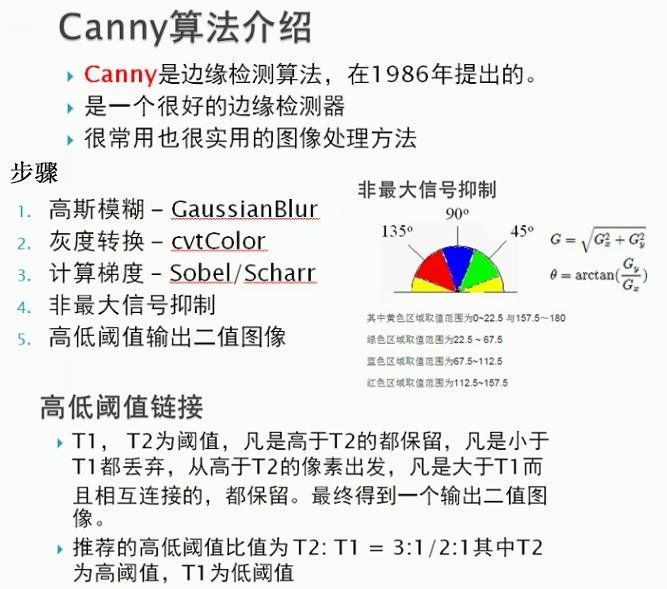 Canny算法介绍
Canny是边缘检测算法，在1986年提出的。
是一个很好的边缘检测器
很常用也很实用的图像处理方法
步骤
1. 高斯模糊 – GaussianBlur
2. 灰度转换 – cvtColor
3. 计算梯度 – Sobel/Scharr
4. 非最大信号抑制
5. 高低阈值输出二值图像
非最大信号抑制
90º
135º
45º
G = √(G_x^2 + G_y^2)
θ = arctan(G_y/G_x)
其中黄色区域取值范围为0~22.5 与157.5~180
绿色区域取值范围为22.5 ~ 67.5
蓝色区域取值范围为67.5~112.5
红色区域取值范围为112.5~157.5
高低阈值链接
T1， T2为阈值，凡是高于T2的都保留，凡是小于
T1都丢弃，从高于T2的像素出发，凡是大于T1而
且相互连接的，都保留。最终得到一个输出二值图
像。
推荐的高低阈值比值为 T2: T1 = 3:1/2:1其中T2
为高阈值，T1为低阈值